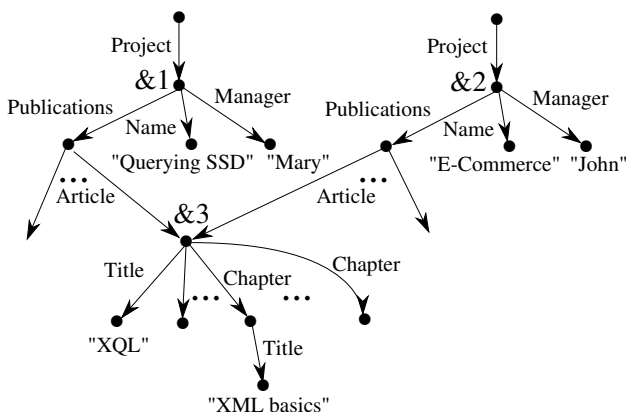 Project
Project
&1
&2
Publications
Manager
Publications
Manager
Name
Name
"Querying SSD"
"Mary"
"E-Commerce"
"John"
...
Article
Article
...
&3
Title
Chapter
Chapter
...
...
"XQL"
Title
"XML basics"